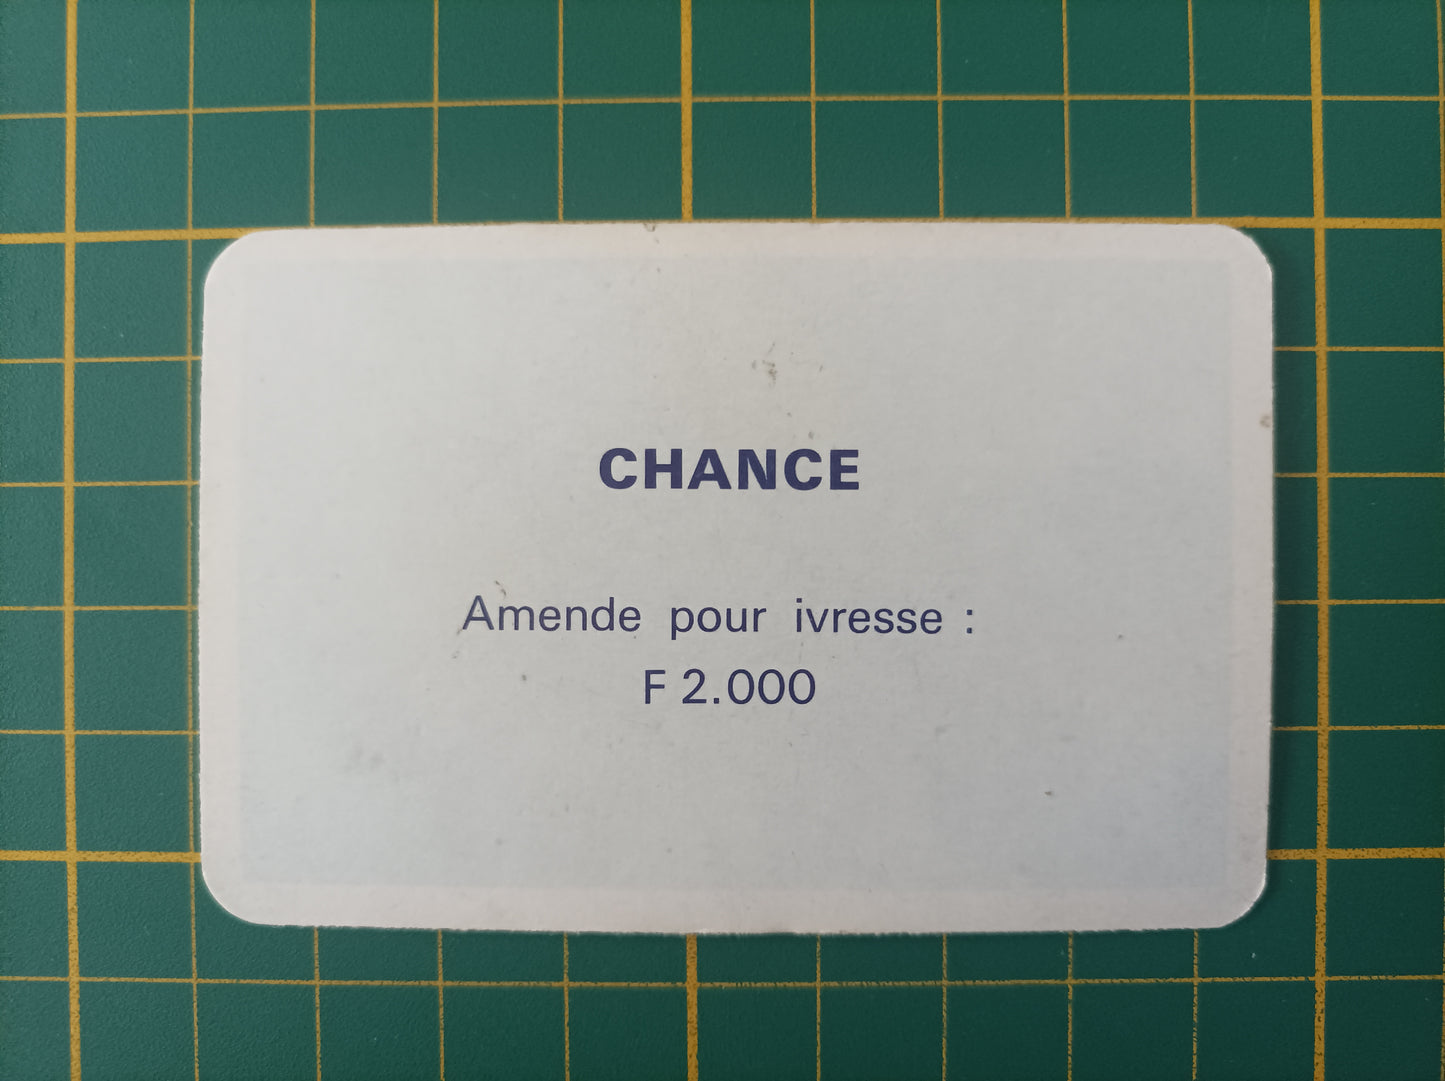 CHANCE
Amende pour ivresse :
F 2.000